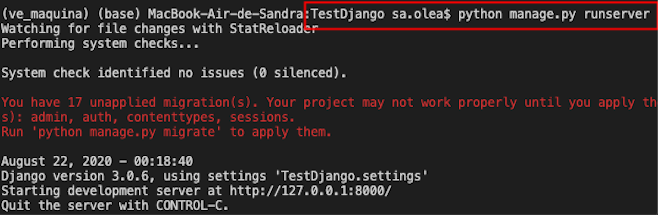 (ve_maquina) (base) MacBook-Air-de-Sandra:TestDjango sa.olea$ python manage.py runserver
Watching for file changes with StatReloader
Performing system checks...
System check identified no issues (0 silenced).
You have 17 unapplied migration(s). Your project may not work properly until you apply th
s): admin, auth, contenttypes, sessions.
Run 'python manage.py migrate' to apply them.
August 22, 2020 - 00:18:40
Django version 3.0.6, using settings 'TestDjango.settings'
Starting development server at http://127.0.0.1:8000/
Quit the server with CONTROL-C.